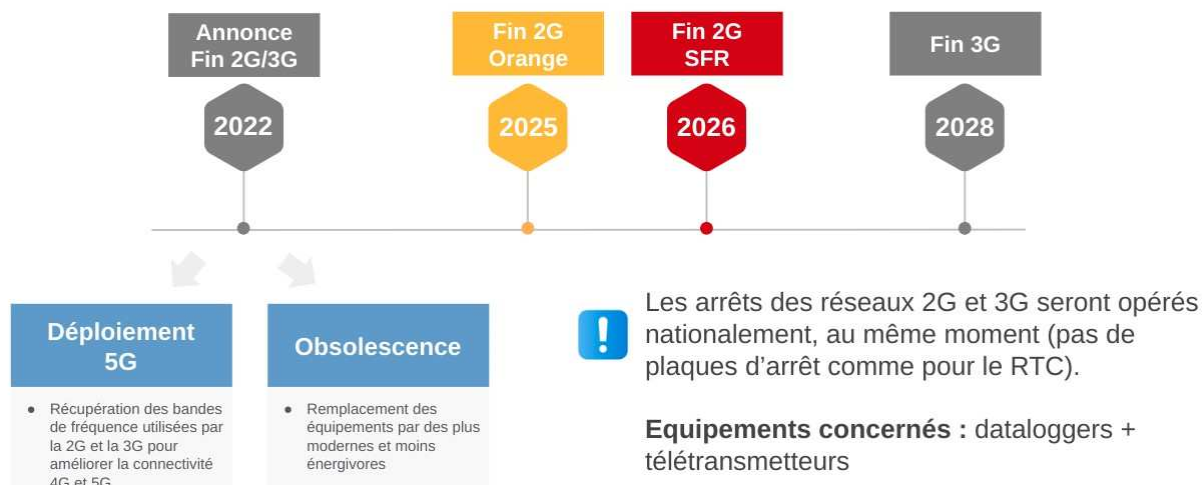 Annonce
Fin 2G/3G
Fin 2G
Orange
Fin 2G
SFR
Fin 3G
2022
2025
2026
2028
Déploiement
5G
● Récupération des bandes
de fréquence utilisées par
la 2G et la 3G pour
améliorer la connectivité
4G et 5G
Obsolescence
● Remplacement des
équipements par des plus
modernes et moins
énergivores
!
Les arrêts des réseaux 2G et 3G seront opérés
nationalement, au même moment (pas de
plaques d’arrêt comme pour le RTC).
Equipements concernés : dataloggers +
télétransmetteurs